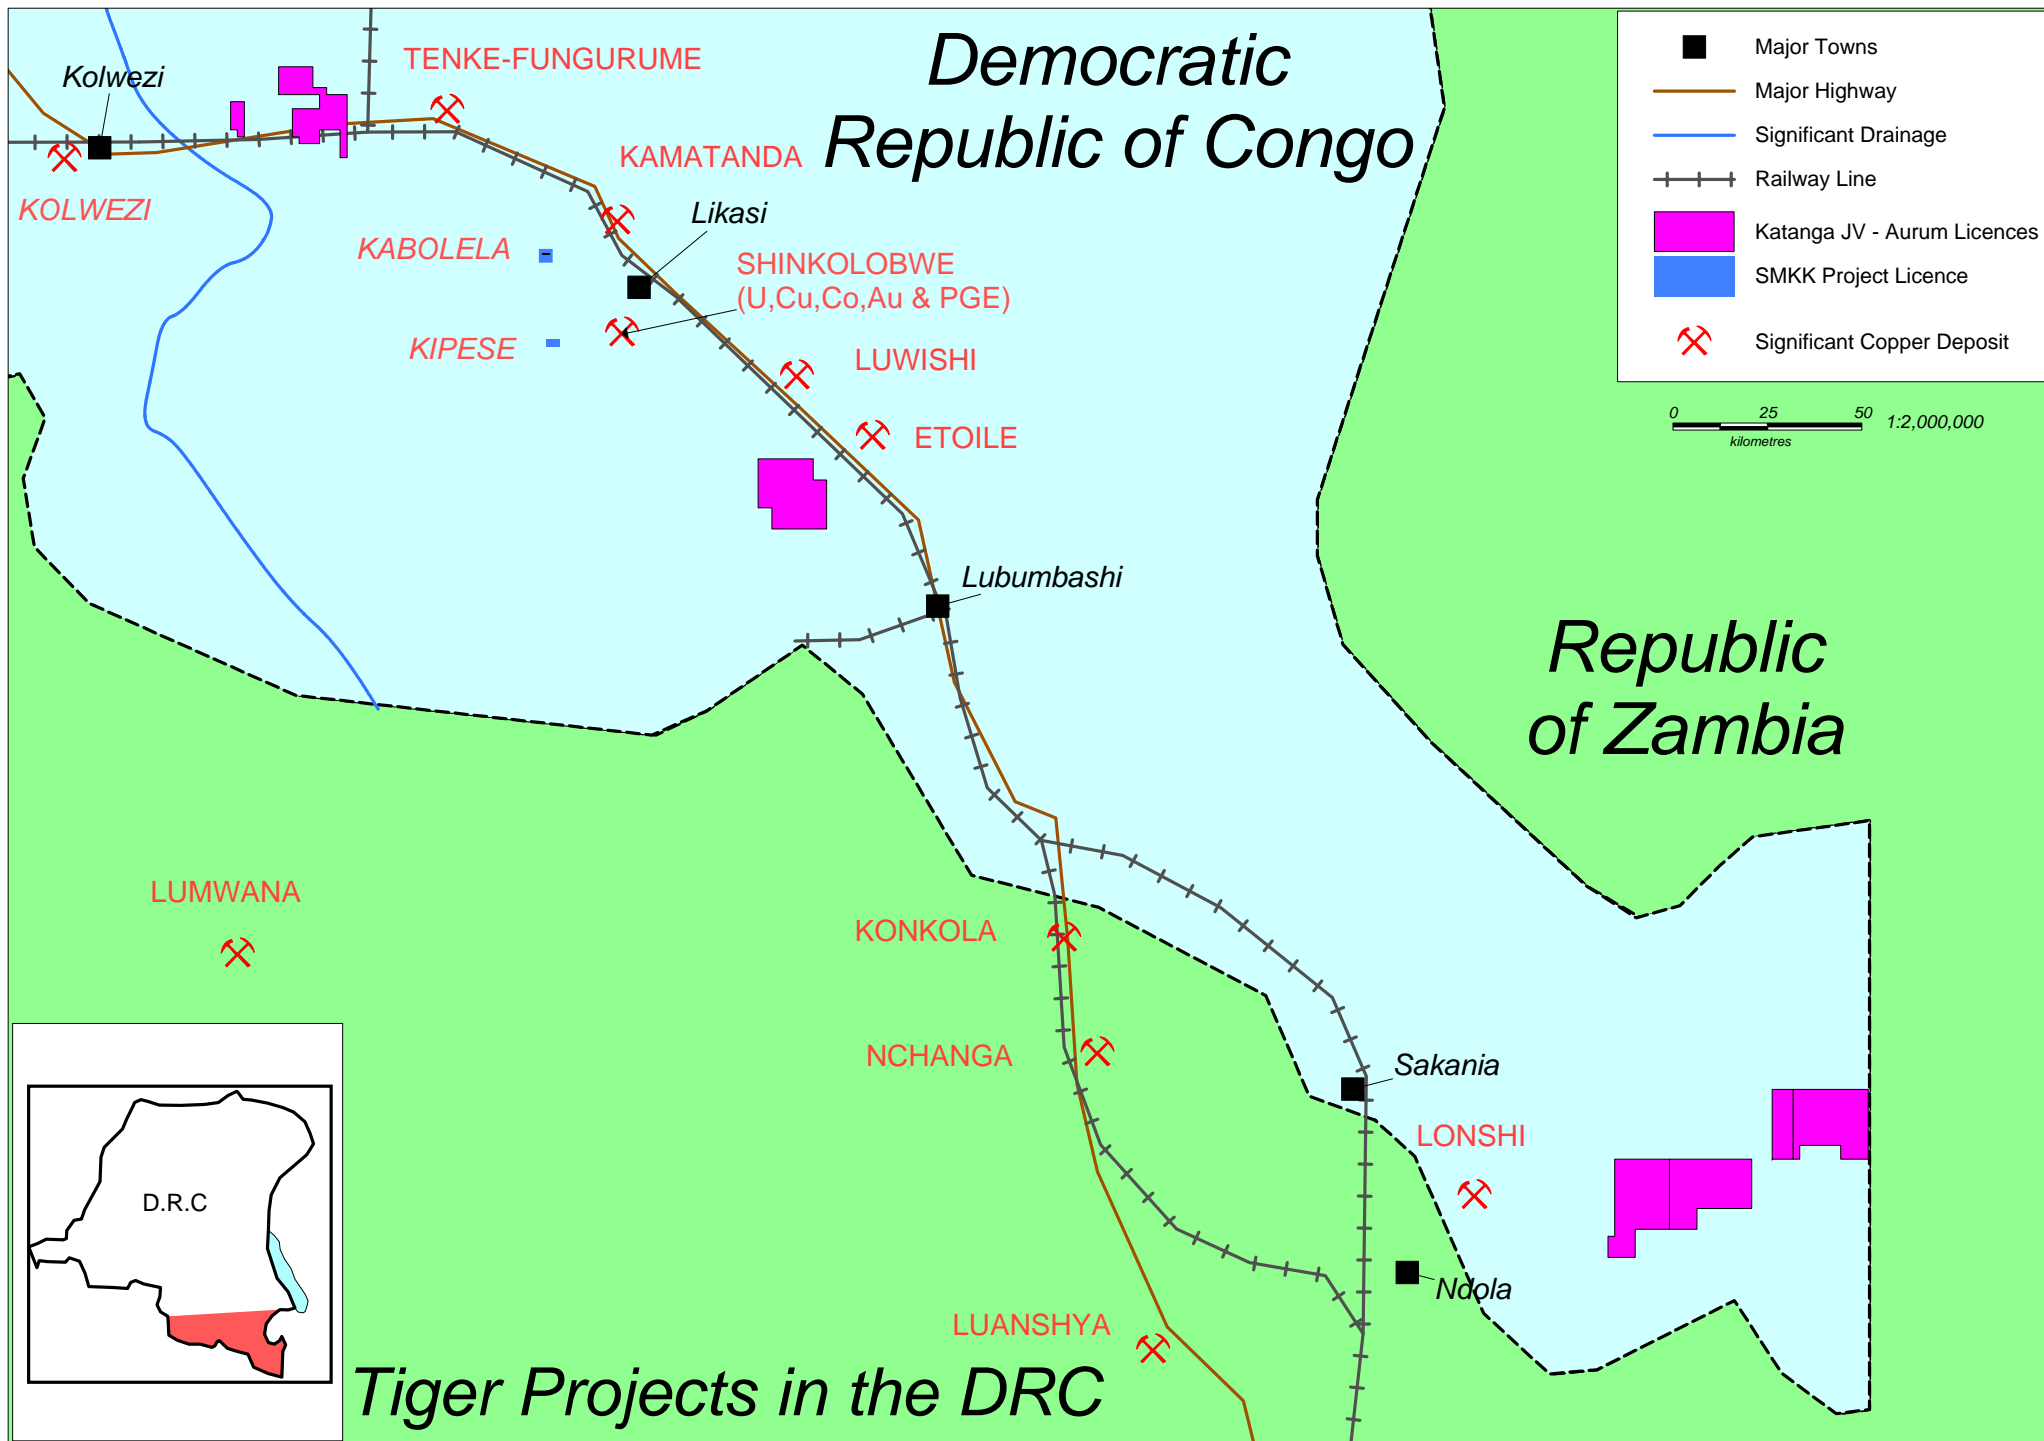 Democratic
Republic of Congo
TENKE-FUNGURUME
Kolwezi
KOLWEZI
KAMATANDA
Likasi
KABOLELA
SHINKOLOBWE
(U,Cu,Co,Au & PGE)
KIPESE
LUWISHI
ETOILE
Lubumbashi
Republic
of Zambia
LUMWANA
KONKOLA
NCHANGA
Sakania
LONSHI
Ndola
LUANSHYA
D.R.C
Tiger Projects in the DRC
Major Towns
Major Highway
Significant Drainage
Railway Line
Katanga JV - Aurum Licences
SMKK Project Licence
Significant Copper Deposit
0 25 50
kilometres
1:2,000,000